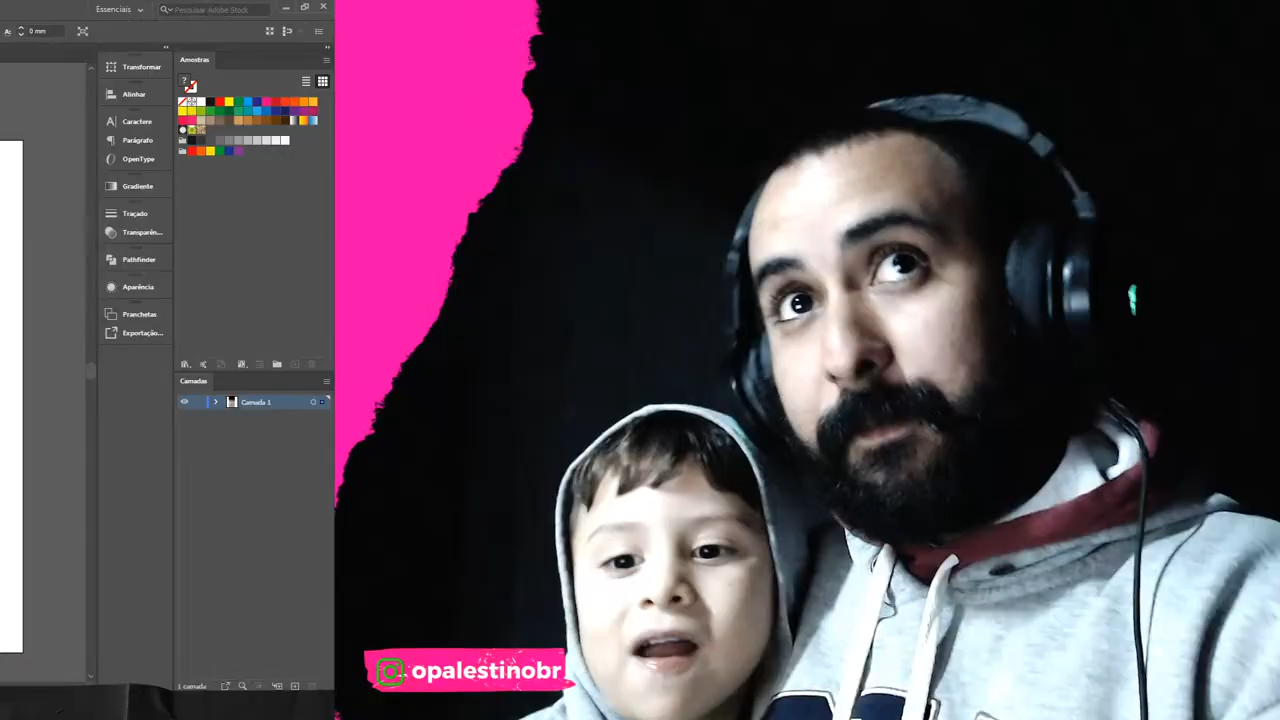 Essenciais
Pesquisar Adobe Stock
0 mm
Transformar
Alinhar
Caractere
Parágrafo
OpenType
Gradiente
Traçado
Transparên...
Pathfinder
Aparência
Pranchetas
Exportação...
Amostras
?
Camadas
Camada 1
1 camada
opalestinobr